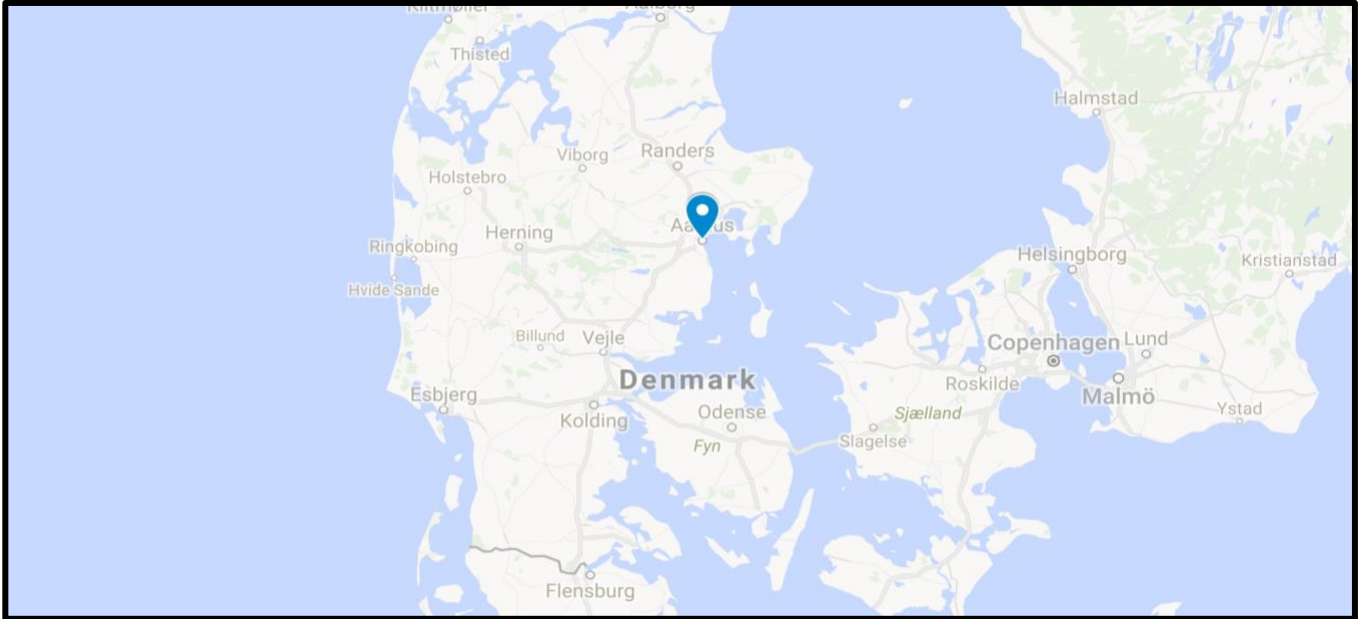 Thisted
Halmstad
Viborg
Randers
Holstebro
Herning
Ringkobing
Helsingborg
Kristianstad
Hvide Sande
Billund
Vejle
Copenhagen
Lund
Denmark
Esbjerg
Roskilde
Malmö
Kolding
Odense
Sjælland
Ystad
Fyn
Slagelse
Flensburg